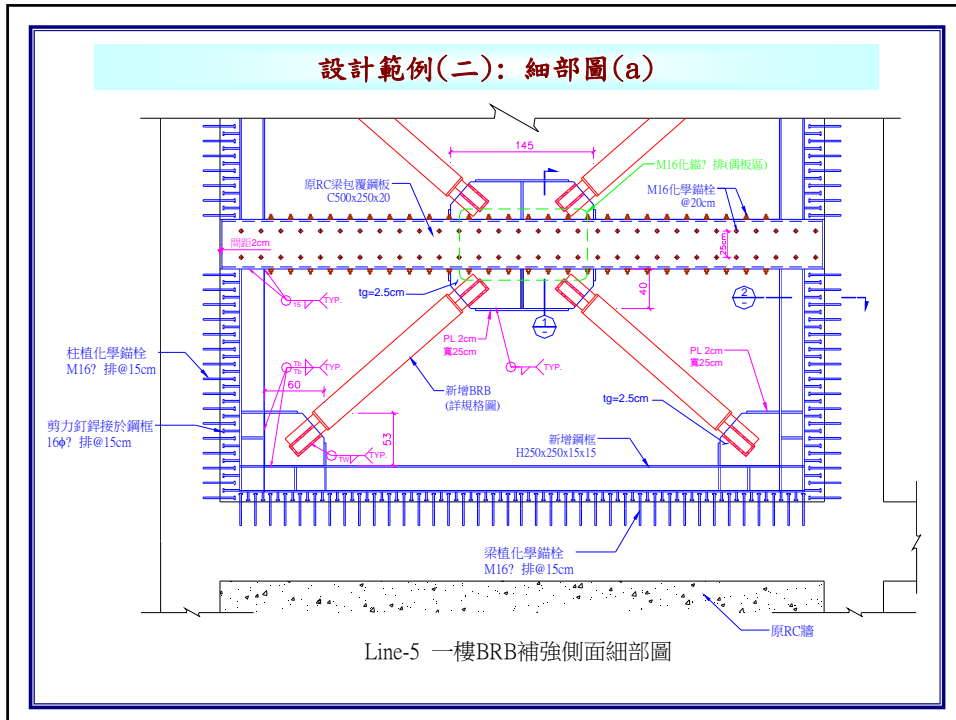 設計範例(二): 細部圖(a)
145
M16化錨? 排(偶板區)
原RC梁包覆鋼板
C500x250x20
M16化學錨栓
@20cm
間距2cm
25cm
TYP.
tg=2.5cm
40
2
-
1
-
柱植化學錨栓
M16? 排@15cm
PL 2cm
寬25cm
TYP.
PL 2cm
寬25cm
TYP.
60
新增BRB
(詳規格圖)
tg=2.5cm
剪力釘銲接於鋼框
16ϕ? 排@15cm
53
TW
TYP.
新增鋼框
H250x250x15x15
梁植化學錨栓
M16? 排@15cm
原RC牆
Line-5 一樓BRB補強側面細部圖